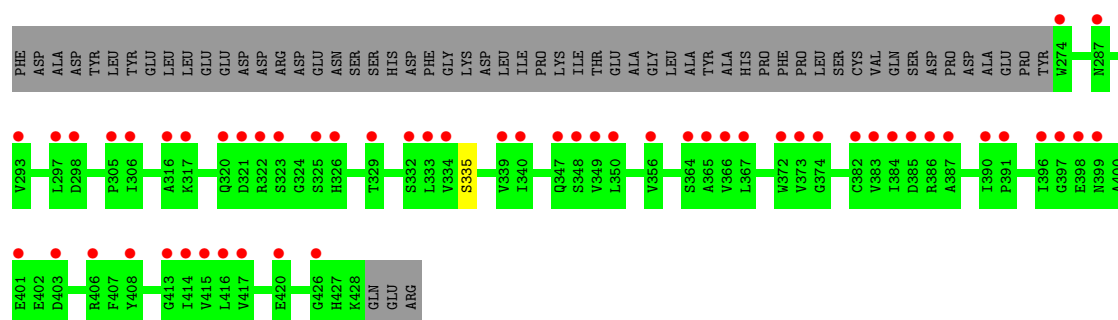 PHE ASP ALA ASP TYR LEU TYR GLU LEU LEU GLU GLU ASP ASP ARG ASP GLU ASN SER SER HIS ASP PHE GLY LYS ASP LEU ILE PRO LYS ILE THR GLU ALA GLY LEU ALA TYR ALA HIS PRO PHE PRO LEU SER CYS VAL GLN SER ASP PRO ASP ALA GLU PRO TYR W274 N287
V293 L297 D298 P305 I306 A316 K317 Q320 D321 R322 S323 G324 S325 H326 T329 S332 L333 V334 S335 V339 I340 Q347 S348 V349 L350 V356 S364 A365 V366 L367 W372 V373 G374 C382 V383 I384 D385 R386 A387 I390 P391 I396 G397 E398 N399 A400
E401 E402 D403 R406 F407 Y408 G413 I414 V415 L416 V417 E420 G426 H427 K428 GLN GLU ARG